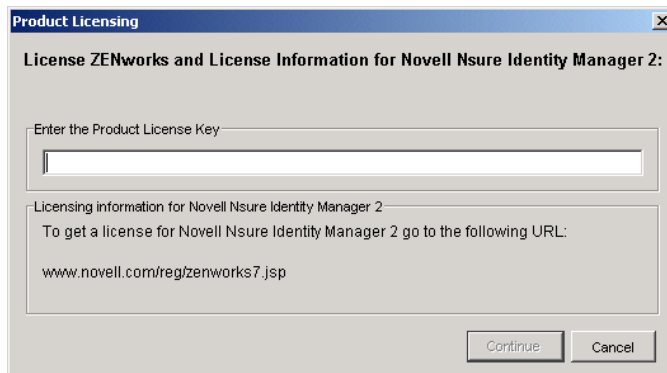 Product Licensing
License ZENworks and License Information for Novell Nsure Identity Manager 2:
Enter the Product License Key
Licensing information for Novell Nsure Identity Manager 2
To get a license for Novell Nsure Identity Manager 2 go to the following URL:
www.novell.com/reg/zenworks7.jsp
Continue Cancel